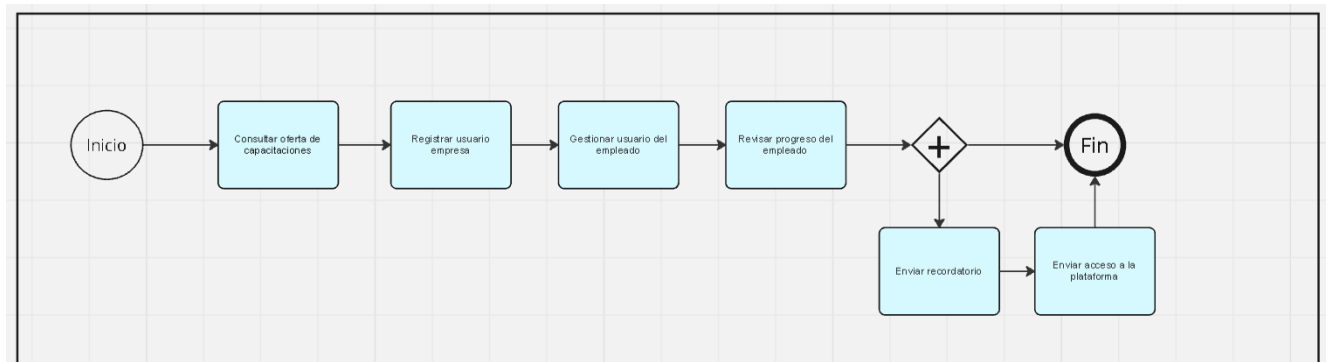 Inicio
Consultar oferta de
capacitaciones
Registrar usuario
empresa
Gestionar usuario del
empleado
Revisar progreso del
empleado
Fin
Enviar recordatorio
Enviar acceso a la
plataforma